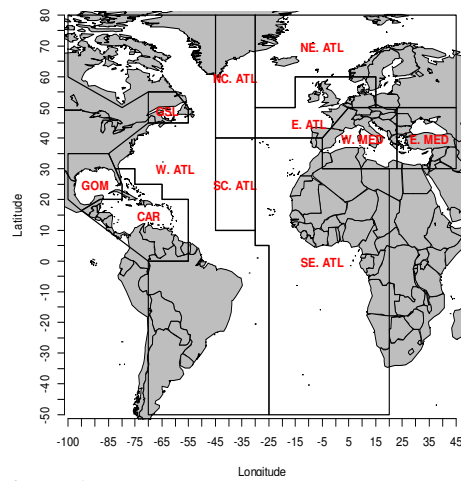 80
70
60
50
40
30
20
10
0
-10
-20
-30
-40
-50
Latitude
NE. ATL
NC. ATL
GSL
E. ATL
W. MED
E. MED
W. ATL
GOM
SC. ATL
CAR
SE. ATL
-100 -85 -75 -65 -55 -45 -35 -25 -15 -5 5 15 25 35 45
Longitude